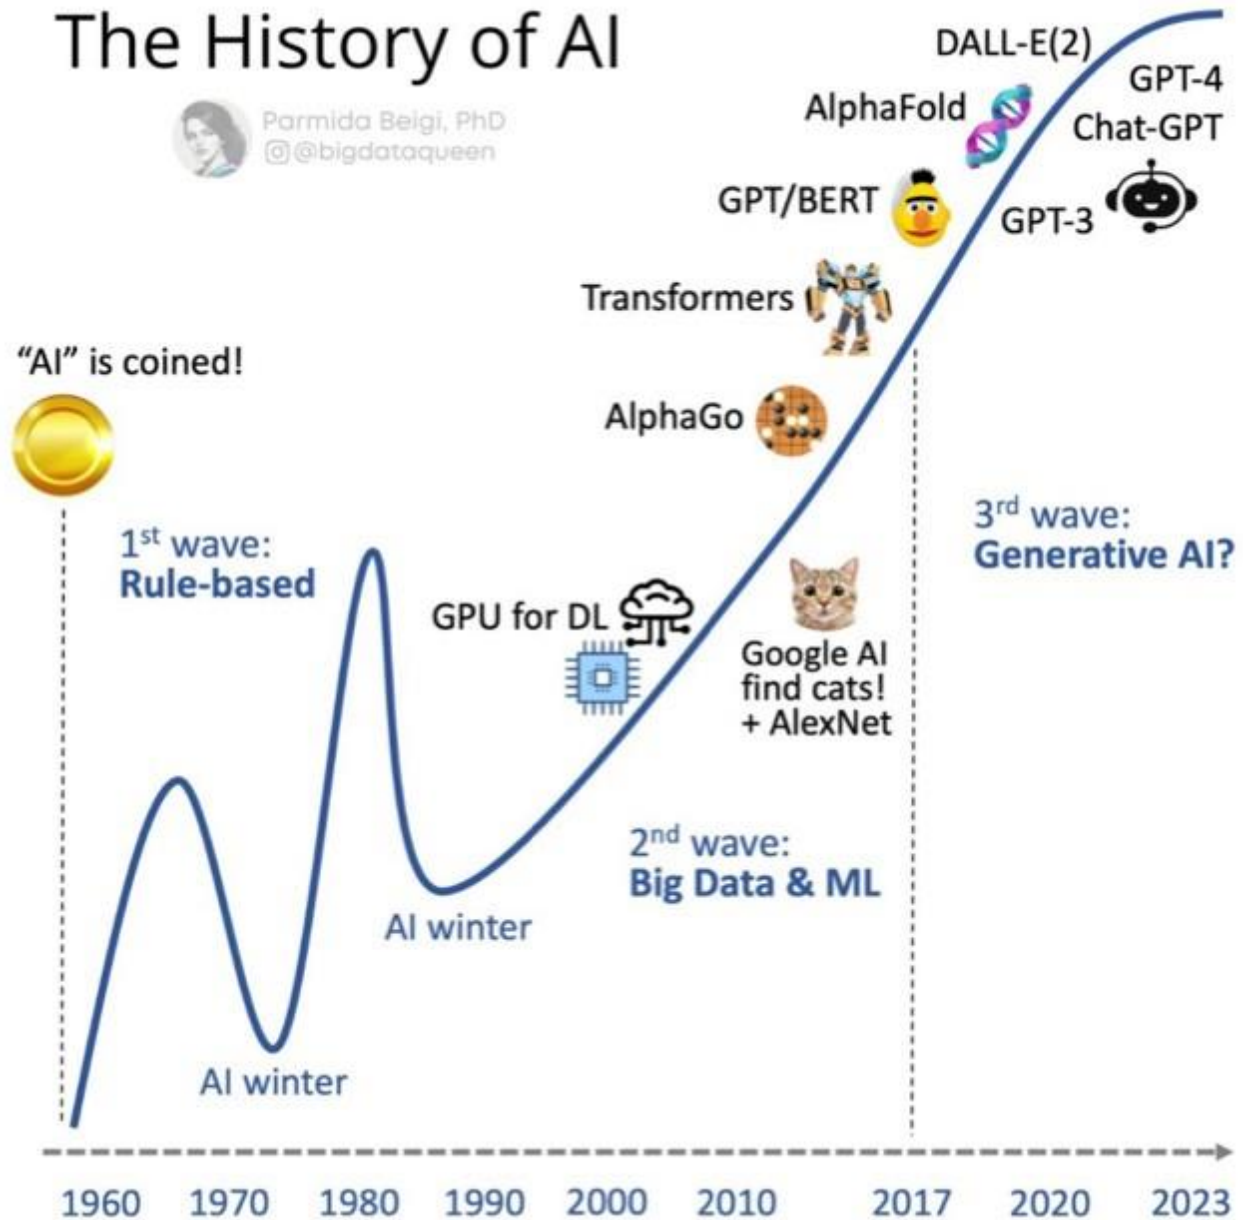 The History of AI
Parmida Beigi, PhD
@bigdataqueen
DALL-E(2)
GPT-4
AlphaFold
Chat-GPT
GPT/BERT
GPT-3
Transformers
“AI” is coined!
AlphaGo
1st wave:
Rule-based
3rd wave:
Generative AI?
GPU for DL
Google AI
find cats!
+ AlexNet
2nd wave:
Big Data & ML
AI winter
AI winter
1960 1970 1980 1990 2000 2010 2017 2020 2023